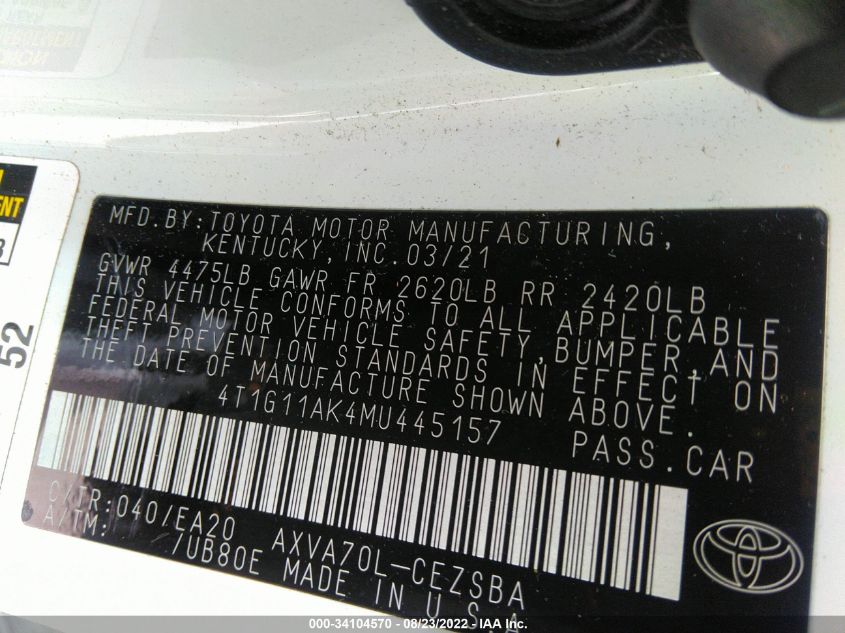 MFD. BY: TOYOTA MOTOR MANUFACTURING,
KENTUCKY, INC. 03/21
GVWR 4475LB GAWR FR 2620LB RR 2420LB
THIS VEHICLE CONFORMS TO ALL APPLICABLE
FEDERAL MOTOR VEHICLE SAFETY, BUMPER, AND
THEFT PREVENTION STANDARDS IN EFFECT ON
THE DATE OF MANUFACTURE SHOWN ABOVE.
4T1G11AK4MU445157 PASS. CAR
C/TR: 040/EA20 AXVA70L-CEZSBA
A/TM: /UB80E MADE IN U.S.A
52
000-34104570 - 08/23/2022 - IAA Inc.